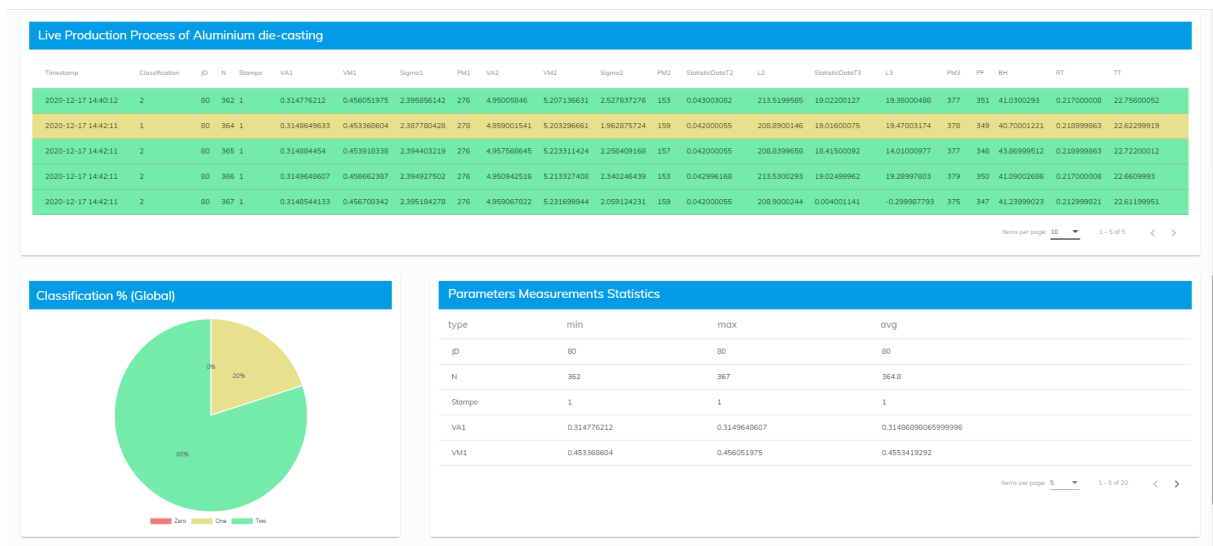 Live Production Process of Aluminium die-casting
Timestamp Classification JD N Stampo VA1 VM1 Sigma1 PM1 VA2 VM2 Sigma2 PM2 StatisticDataT2 L2 StatisticDataT3 L3 PM3 PF BH RT TT
2020-12-17 14:40:12 2 80 362 1 0.314776212 0.456051975 2.395856142 276 4.95005846 5.207136631 2.527837276 153 0.043003082 213.5199585 19.02200127 19.38000488 377 351 41.0300293 0.217000008 22.75600052
2020-12-17 14:42:11 1 80 364 1 0.3148649633 0.453368604 2.387780428 278 4.959001541 5.203296661 1.962875724 159 0.042000055 208.8900146 19.01600075 19.47003174 378 349 40.70001221 0.218999863 22.62299919
2020-12-17 14:42:11 2 80 365 1 0.314884454 0.453918338 2.394403219 276 4.957568645 5.223311424 2.256409168 157 0.042000055 208.8399658 18.41500092 14.01000977 377 348 43.86999512 0.218999863 22.72200012
2020-12-17 14:42:11 2 80 366 1 0.3149648607 0.456662387 2.394927502 276 4.950942516 5.213327408 2.340246439 153 0.042996168 213.5300293 19.02499962 19.28997803 379 350 41.09002686 0.217000008 22.6609993
2020-12-17 14:42:11 2 80 367 1 0.3148544133 0.456708342 2.395184278 276 4.959067822 5.231699944 2.059124231 159 0.042000055 208.9000244 0.004001141 -0.299987793 375 347 41.23999023 0.212999821 22.61199951
Items per page: 10 1 - 5 of 5
Classification % (Global)
0%
20%
80%
Zero One Two
Parameters Measurements Statistics
type min max avg
JD 80 80 80
N 362 367 364.8
Stampo 1 1 1
VA1 0.314776212 0.3149648607 0.31486898065999996
VM1 0.453368604 0.456051975 0.4553419292
Items per page: 5 1 - 5 of 20